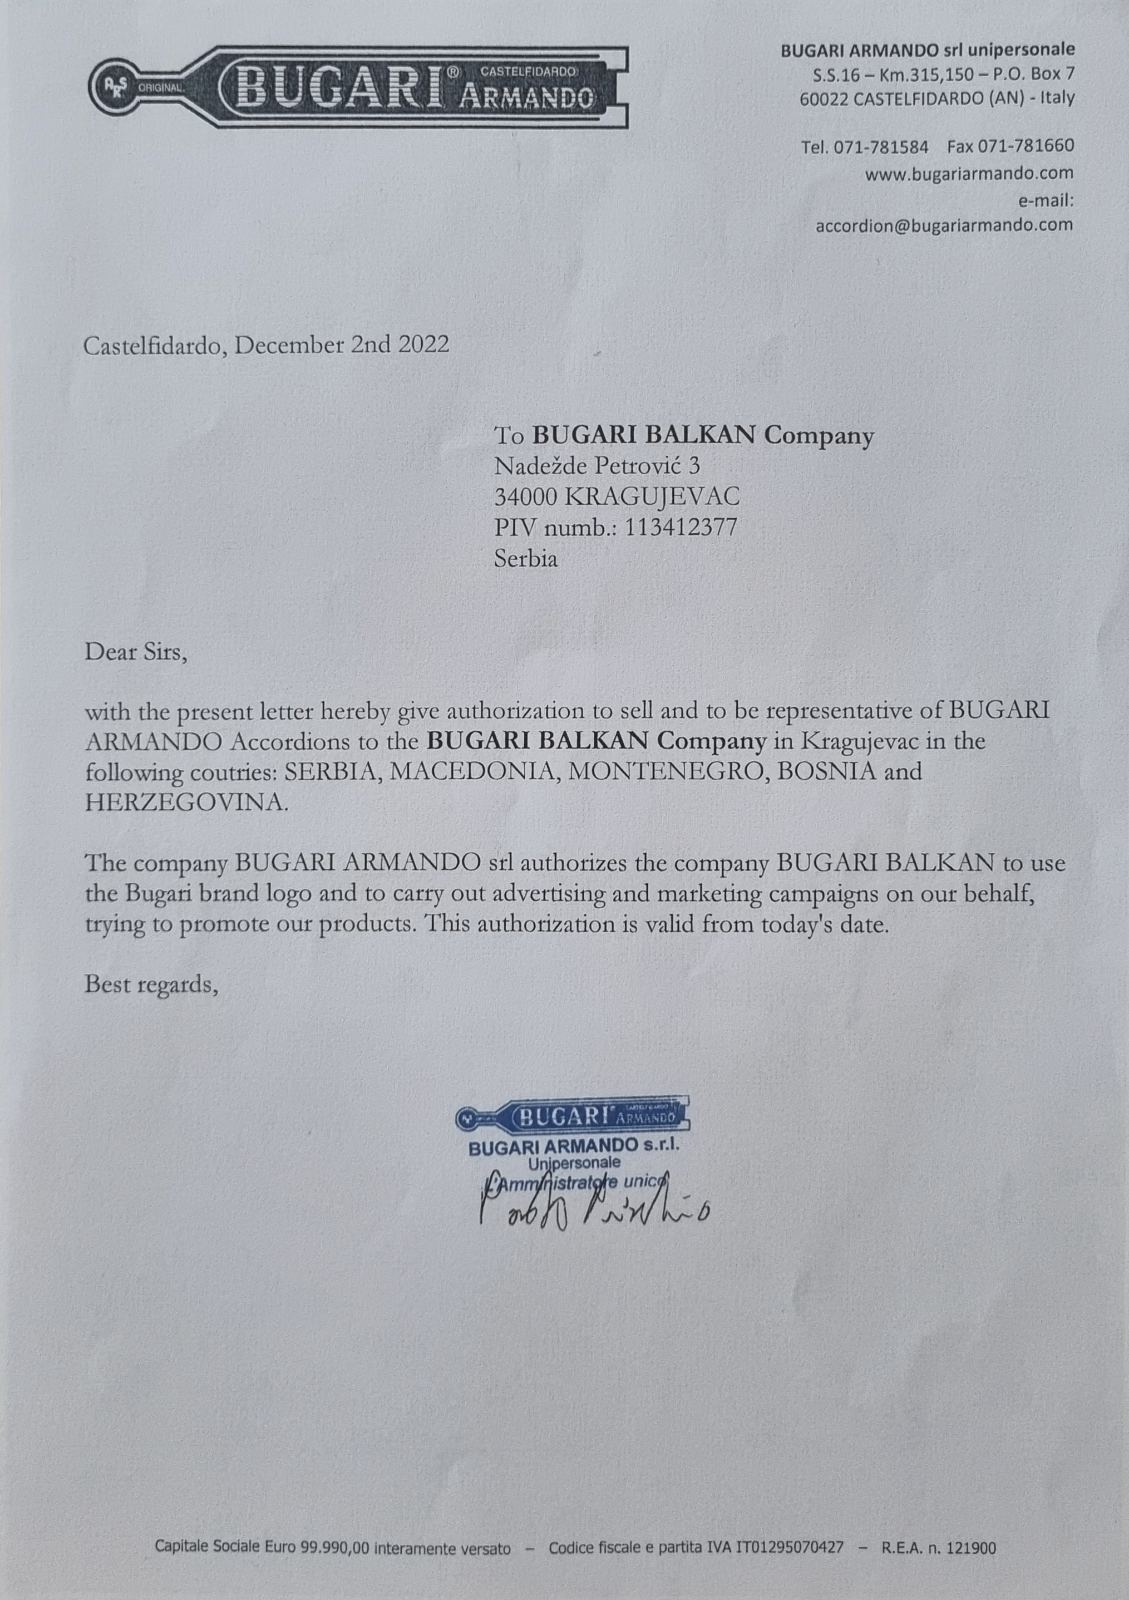 ORIGINAL
BUGARI® CASTELFIDARDO
ARMANDO
BUGARI ARMANDO srl unipersonale
S.S.16 – Km.315,150 – P.O. Box 7
60022 CASTELFIDARDO (AN) - Italy
Tel. 071-781584 Fax 071-781660
www.bugariarmando.com
e-mail:
accordion@bugariarmando.com
Castelfidardo, December 2nd 2022
To BUGARI BALKAN Company
Nadežde Petrović 3
34000 KRAGUJEVAC
PIV numb.: 113412377
Serbia
Dear Sirs,
with the present letter hereby give authorization to sell and to be representative of BUGARI
ARMANDO Accordions to the BUGARI BALKAN Company in Kragujevac in the
following coutries: SERBIA, MACEDONIA, MONTENEGRO, BOSNIA and
HERZEGOVINA.
The company BUGARI ARMANDO srl authorizes the company BUGARI BALKAN to use
the Bugari brand logo and to carry out advertising and marketing campaigns on our behalf,
trying to promote our products. This authorization is valid from today's date.
Best regards,
BUGARI ARMANDO
BUGARI ARMANDO s.r.l.
Unipersonale
L'Amministratore unico
Capitale Sociale Euro 99.990,00 interamente versato – Codice fiscale e partita IVA IT01295070427 – R.E.A. n. 121900